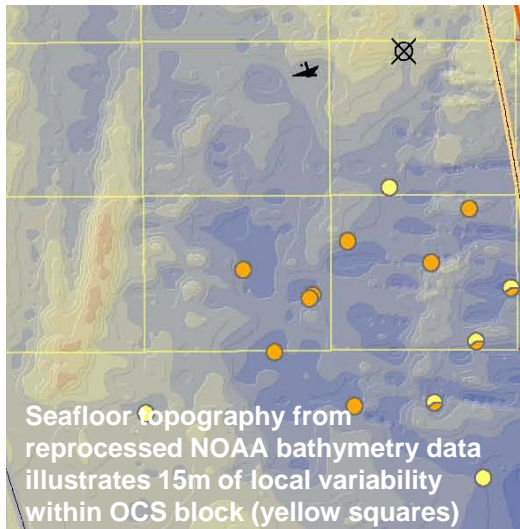 Seafloor topography from
reprocessed NOAA bathymetry data
illustrates 15m of local variability
within OCS block (yellow squares)